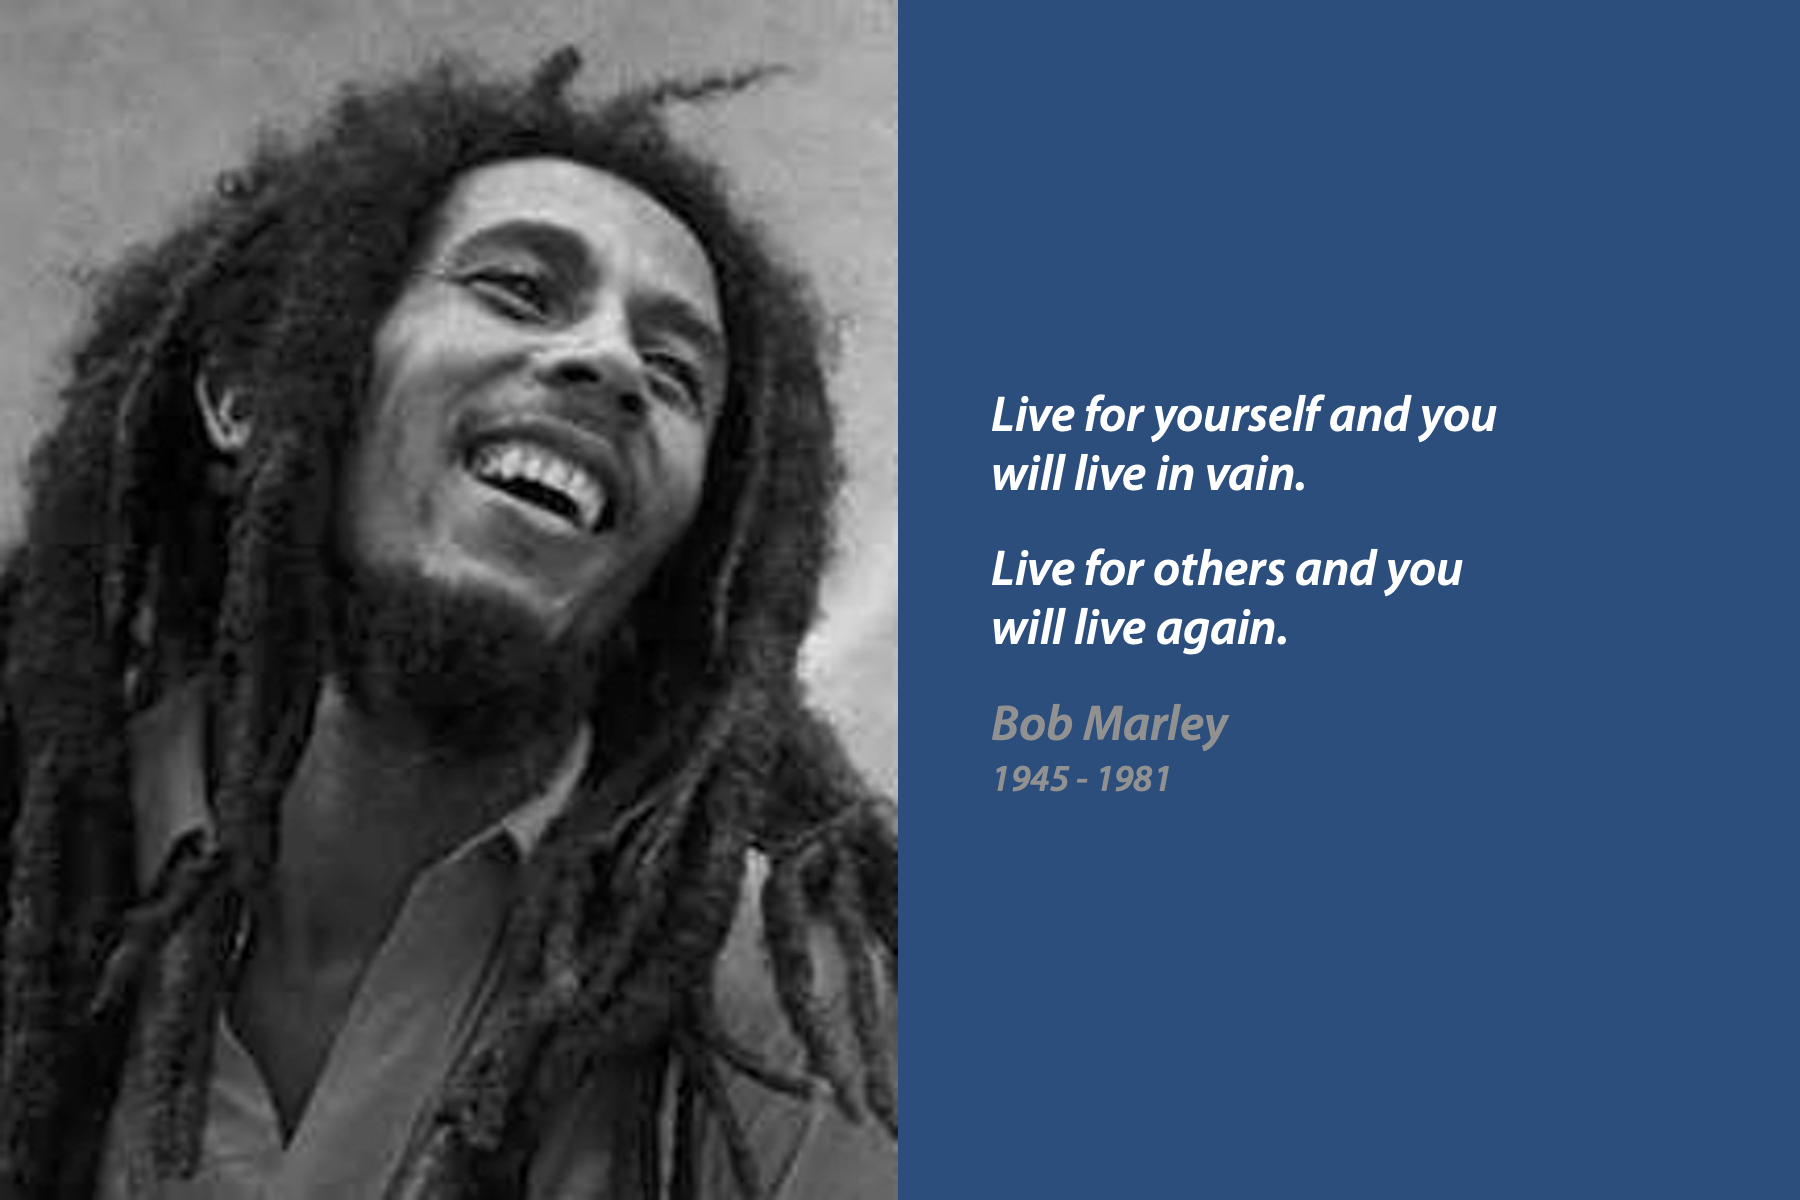 Live for yourself and you
will live in vain.
Live for others and you
will live again.
Bob Marley
1945 - 1981